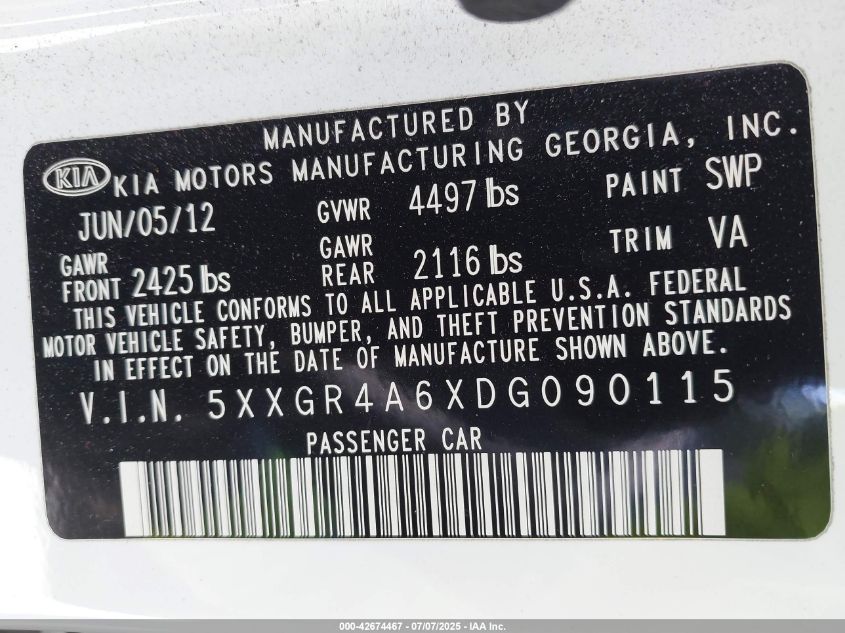 MANUFACTURED BY
KIA KIA MOTORS MANUFACTURING GEORGIA, INC.
JUN/05/12 GVWR 4497 lbs PAINT SWP
GAWR FRONT 2425 lbs GAWR REAR 2116 lbs TRIM VA
THIS VEHICLE CONFORMS TO ALL APPLICABLE U.S.A. FEDERAL
MOTOR VEHICLE SAFETY, BUMPER, AND THEFT PREVENTION STANDARDS
IN EFFECT ON THE DATE OF MANUFACTURE SHOWN ABOVE.
V.I.N. 5XXGR4A6XDG090115
PASSENGER CAR
000-42674467 - 07/07/2025 - IAA Inc.